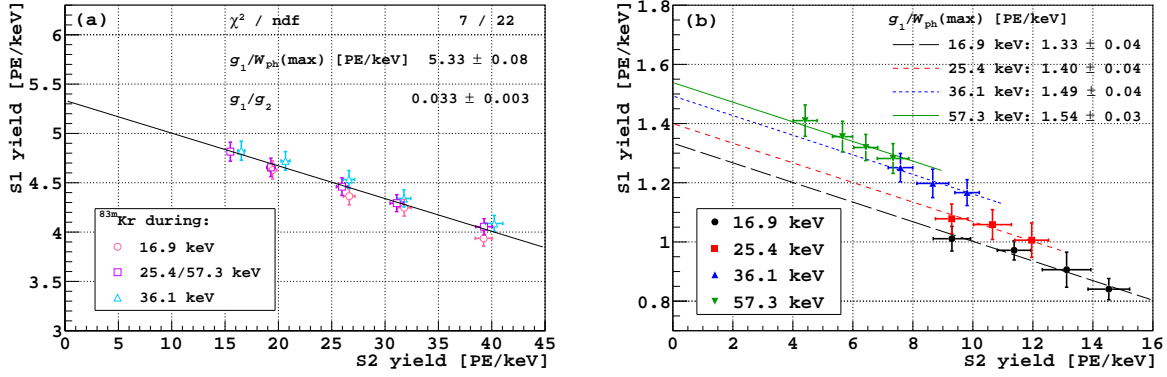 (a)
χ² / ndf 7 / 22
g₁/Wₚₕ(max) [PE/keV] 5.33 ± 0.08
g₁/g₂ 0.033 ± 0.003
S1 yield [PE/keV]
6
5.5
5
4.5
4
3.5
3
⁸³ᵐKr during:
16.9 keV
25.4/57.3 keV
36.1 keV
0 5 10 15 20 25 30 35 40 45
S2 yield [PE/keV]
(b)
g₁/Wₚₕ(max) [PE/keV]
16.9 keV: 1.33 ± 0.04
25.4 keV: 1.40 ± 0.04
36.1 keV: 1.49 ± 0.04
57.3 keV: 1.54 ± 0.03
S1 yield [PE/keV]
1.8
1.6
1.4
1.2
1
0.8
16.9 keV
25.4 keV
36.1 keV
57.3 keV
0 2 4 6 8 10 12 14 16
S2 yield [PE/keV]